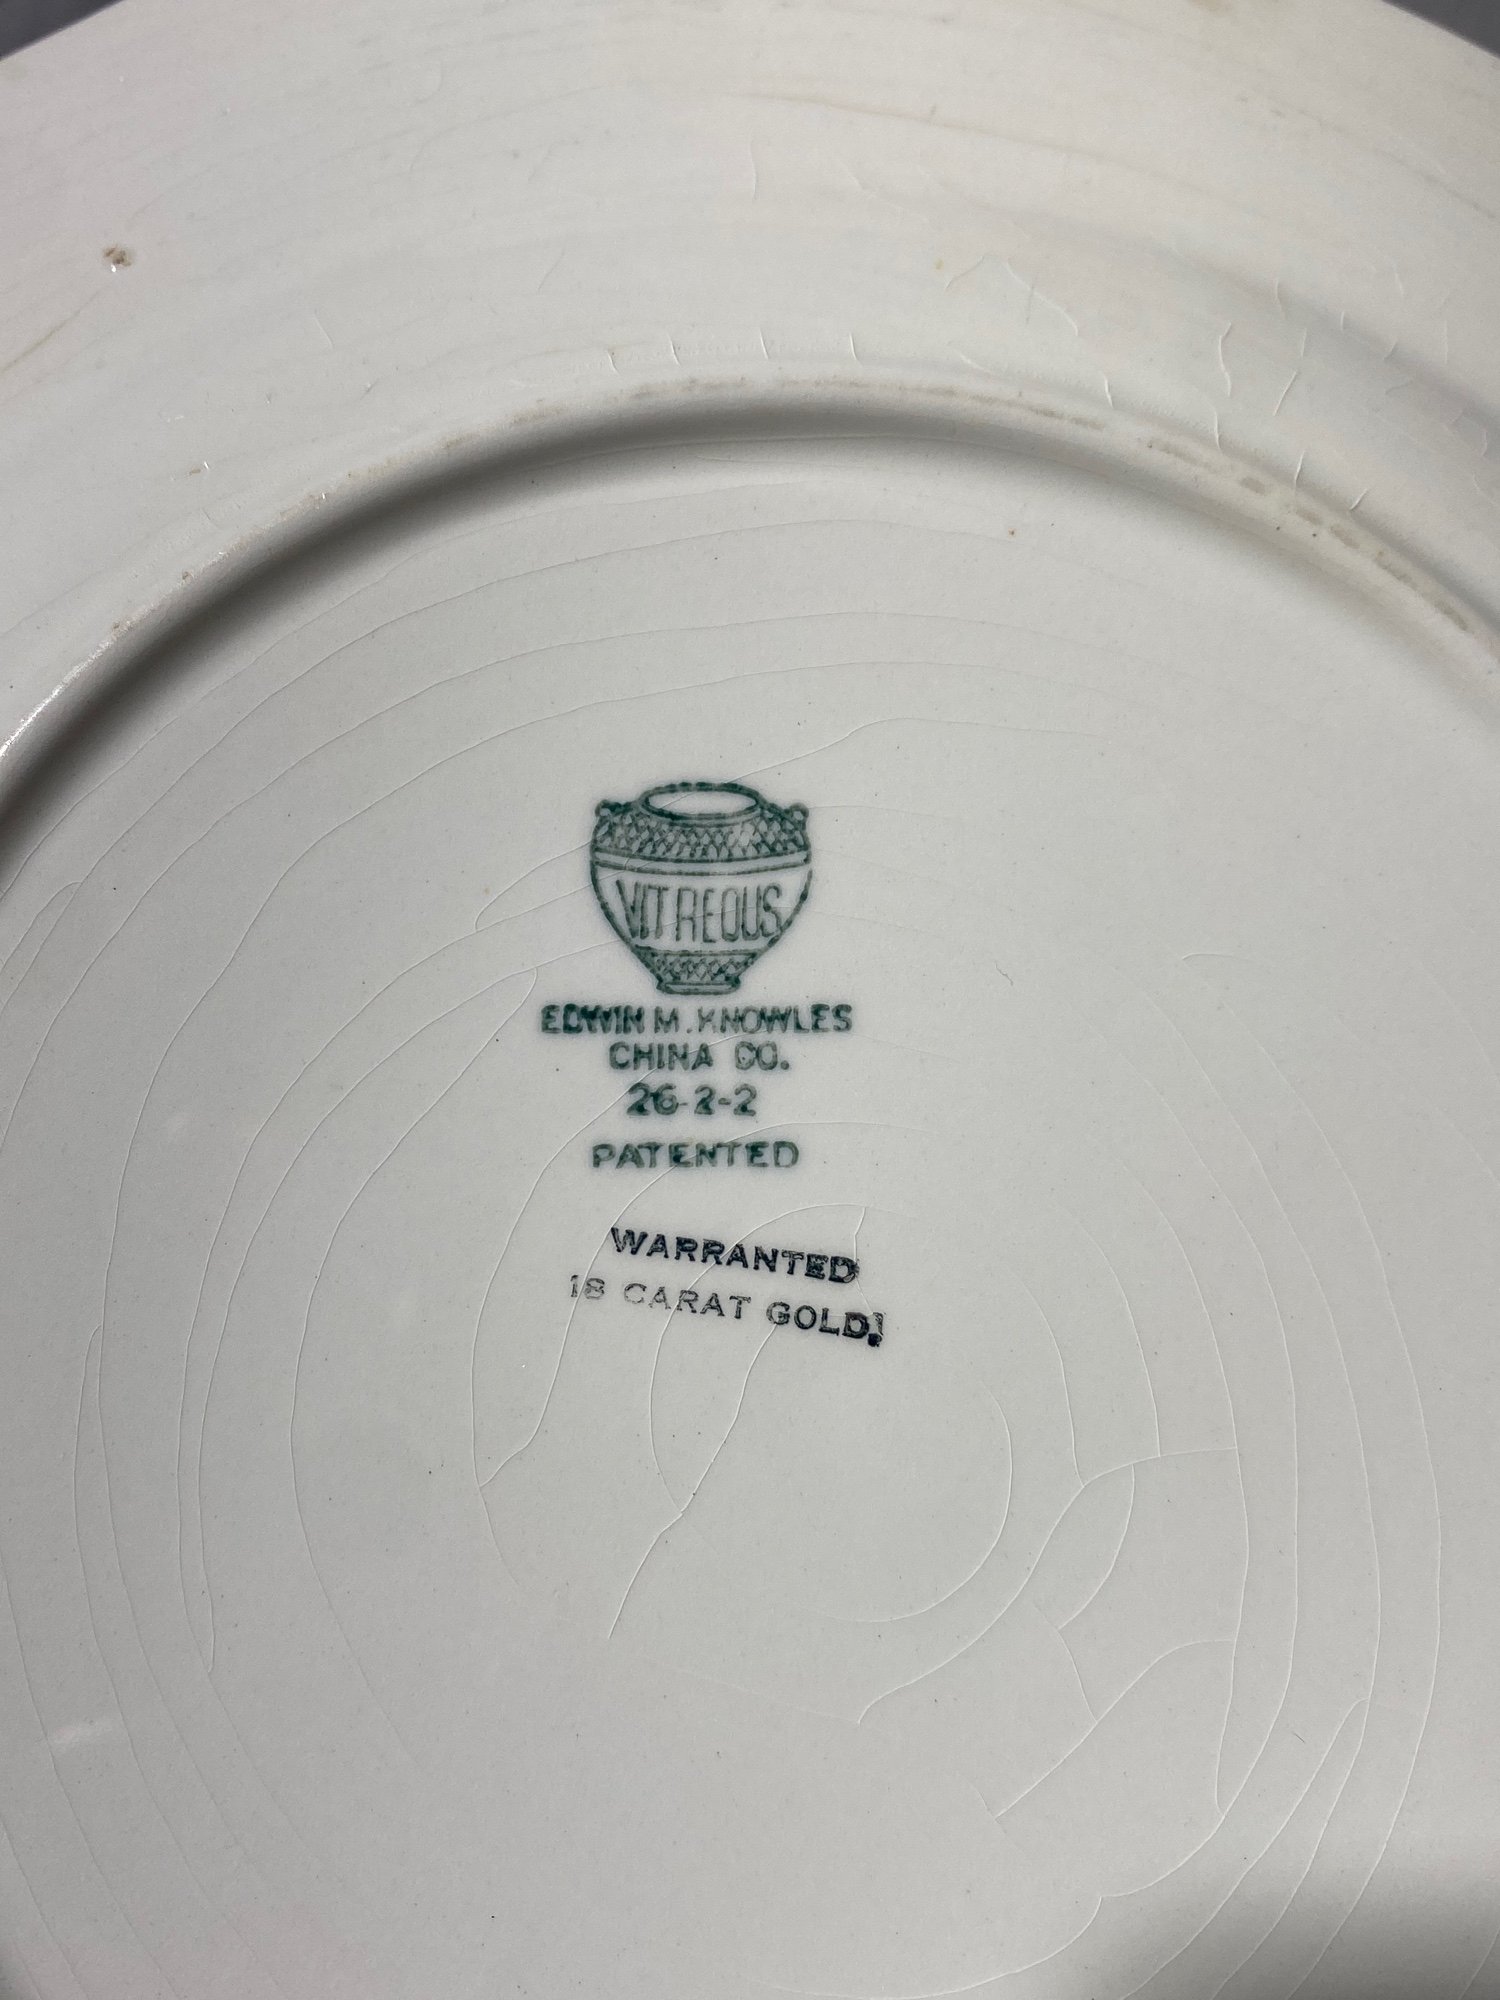 VITREOUS
EDWIN M. KNOWLES
CHINA CO.
26-2-2
PATENTED
WARRANTED
18 CARAT GOLD!